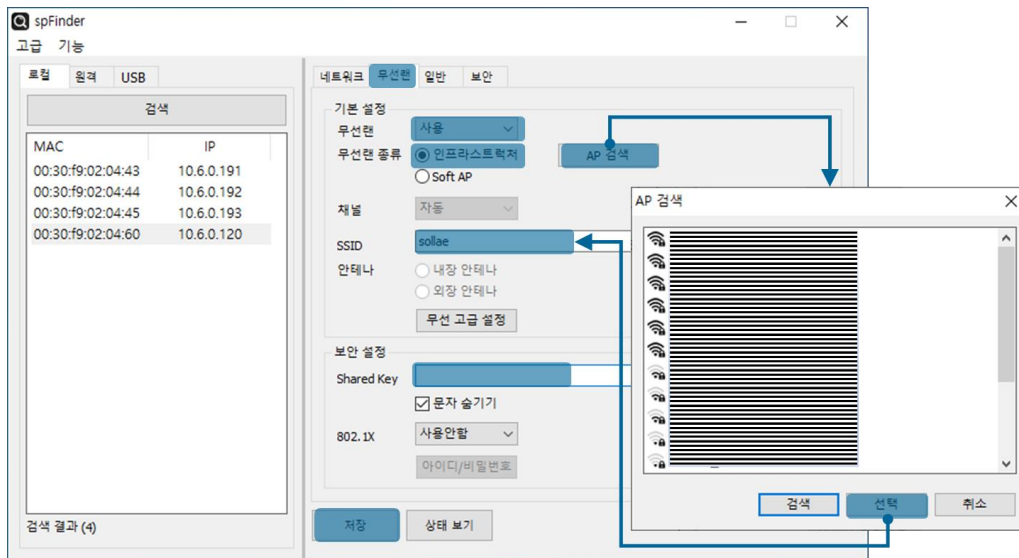 spFinder
고급 기능
로컬 원격 USB
검색
MAC IP
00:30:f9:02:04:43 10.6.0.191
00:30:f9:02:04:44 10.6.0.192
00:30:f9:02:04:45 10.6.0.193
00:30:f9:02:04:60 10.6.0.120
검색 결과 (4)
네트워크 무선랜 일반 보안
기본 설정
무선랜 사용
무선랜 종류 인프라스트럭처 AP 검색
Soft AP
채널 자동
SSID sollae
안테나 내장 안테나
외장 안테나
무선 고급 설정
보안 설정
Shared Key
문자 숨기기
802.1X 사용안함
아이디/비밀번호
저장 상태 보기
AP 검색
검색 선택 취소